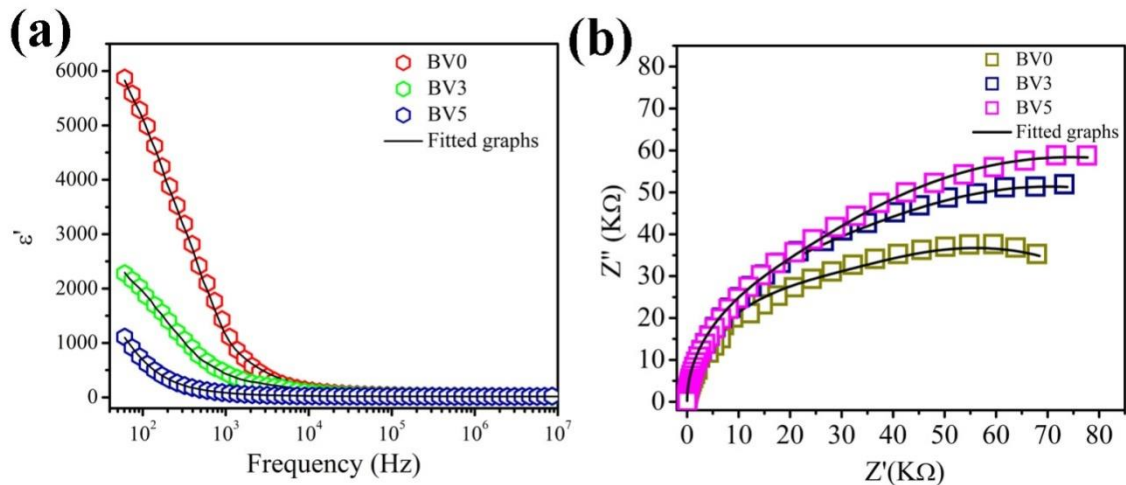 (a)
6000
5000
4000
3000
2000
1000
0
ε'
BV0
BV3
BV5
Fitted graphs
10² 10³ 10⁴ 10⁵ 10⁶ 10⁷
Frequency (Hz)
(b)
80
70
60
50
40
30
20
10
0
Z'' (KΩ)
BV0
BV3
BV5
Fitted graphs
0 10 20 30 40 50 60 70 80
Z'(KΩ)